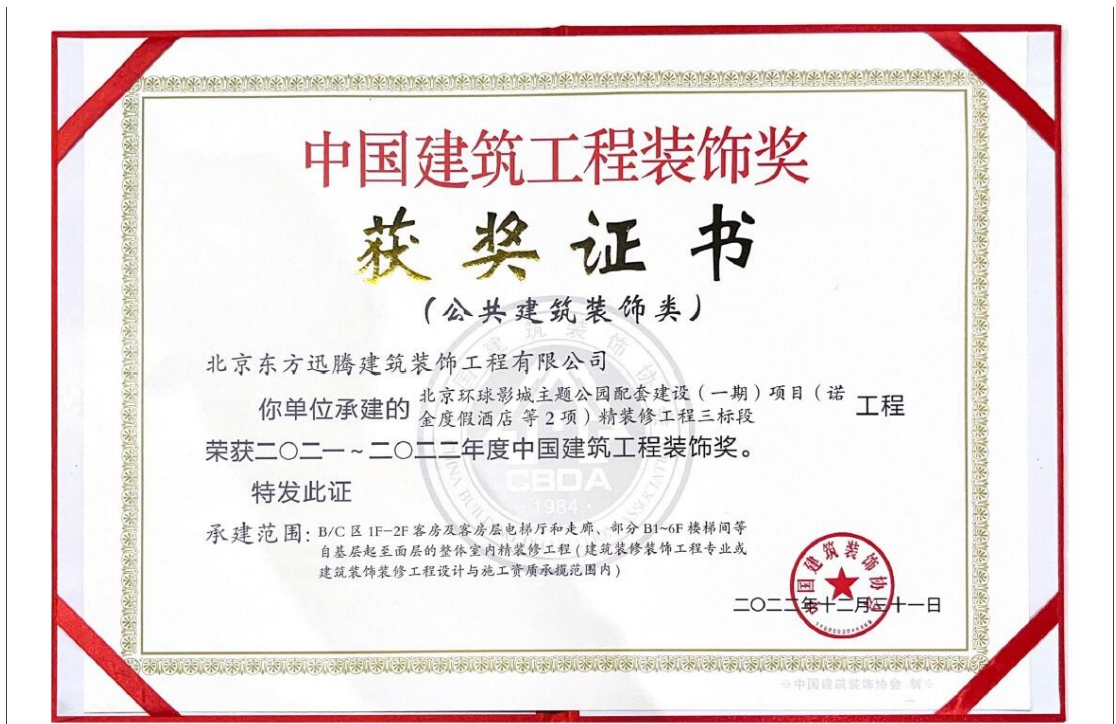 中国建筑工程装饰奖
获奖证书
(公共建筑装饰类)
北京东方迅腾建筑装饰工程有限公司
你单位承建的 北京环球影城主题公园配套建设(一期)项目(诺
金度假酒店 等2项)精装修工程三标段 工程
荣获二〇二一~二〇二二年度中国建筑工程装饰奖。
特发此证
承建范围: B/C 区 1F-2F 客房及客房层电梯厅和走廊、部分 B1~6F 楼梯间等
自基层起至面层的整体室内精装修工程(建筑装修装饰工程专业或
建筑装饰装修工程设计与施工资质承揽范围内)
二〇二二年十二月三十一日
中国建筑装饰协会
CBDA
1984
中国建筑装饰协会 制